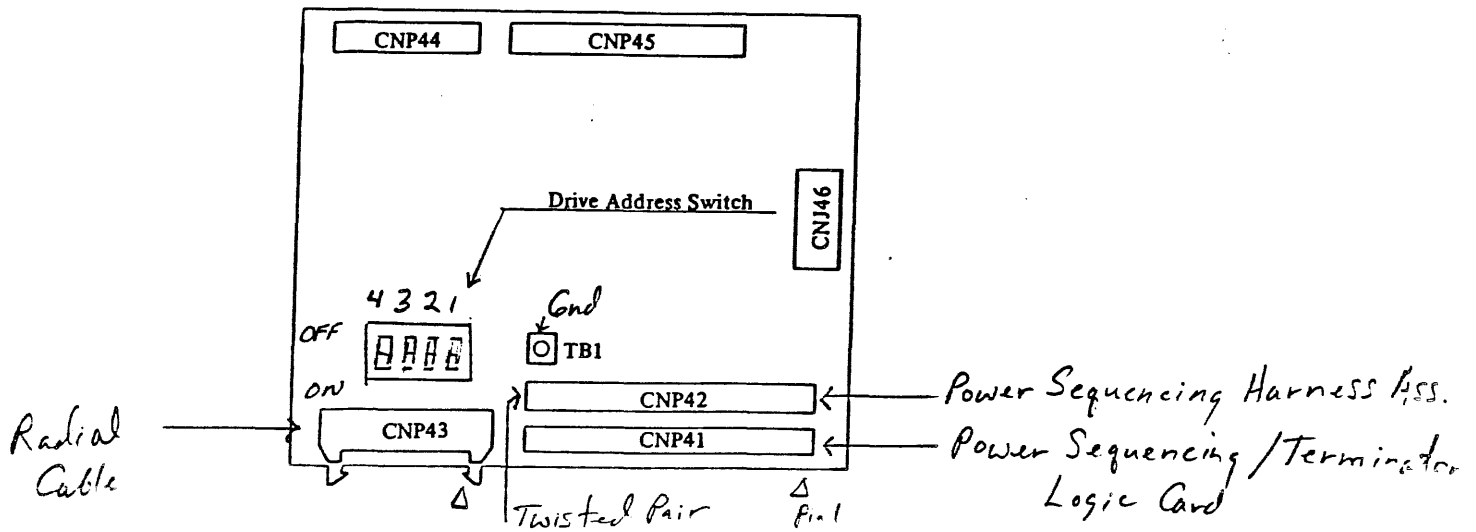 CNP44
CNP45
CNJ46
Drive Address Switch
4 3 2 1
OFF
Gnd
TB1
ON
CNP42
Power Sequencing Harness Ass.
Radial
Cable
CNP43
CNP41
Power Sequencing / Terminator
Logic Card
Twisted Pair
Pin 1